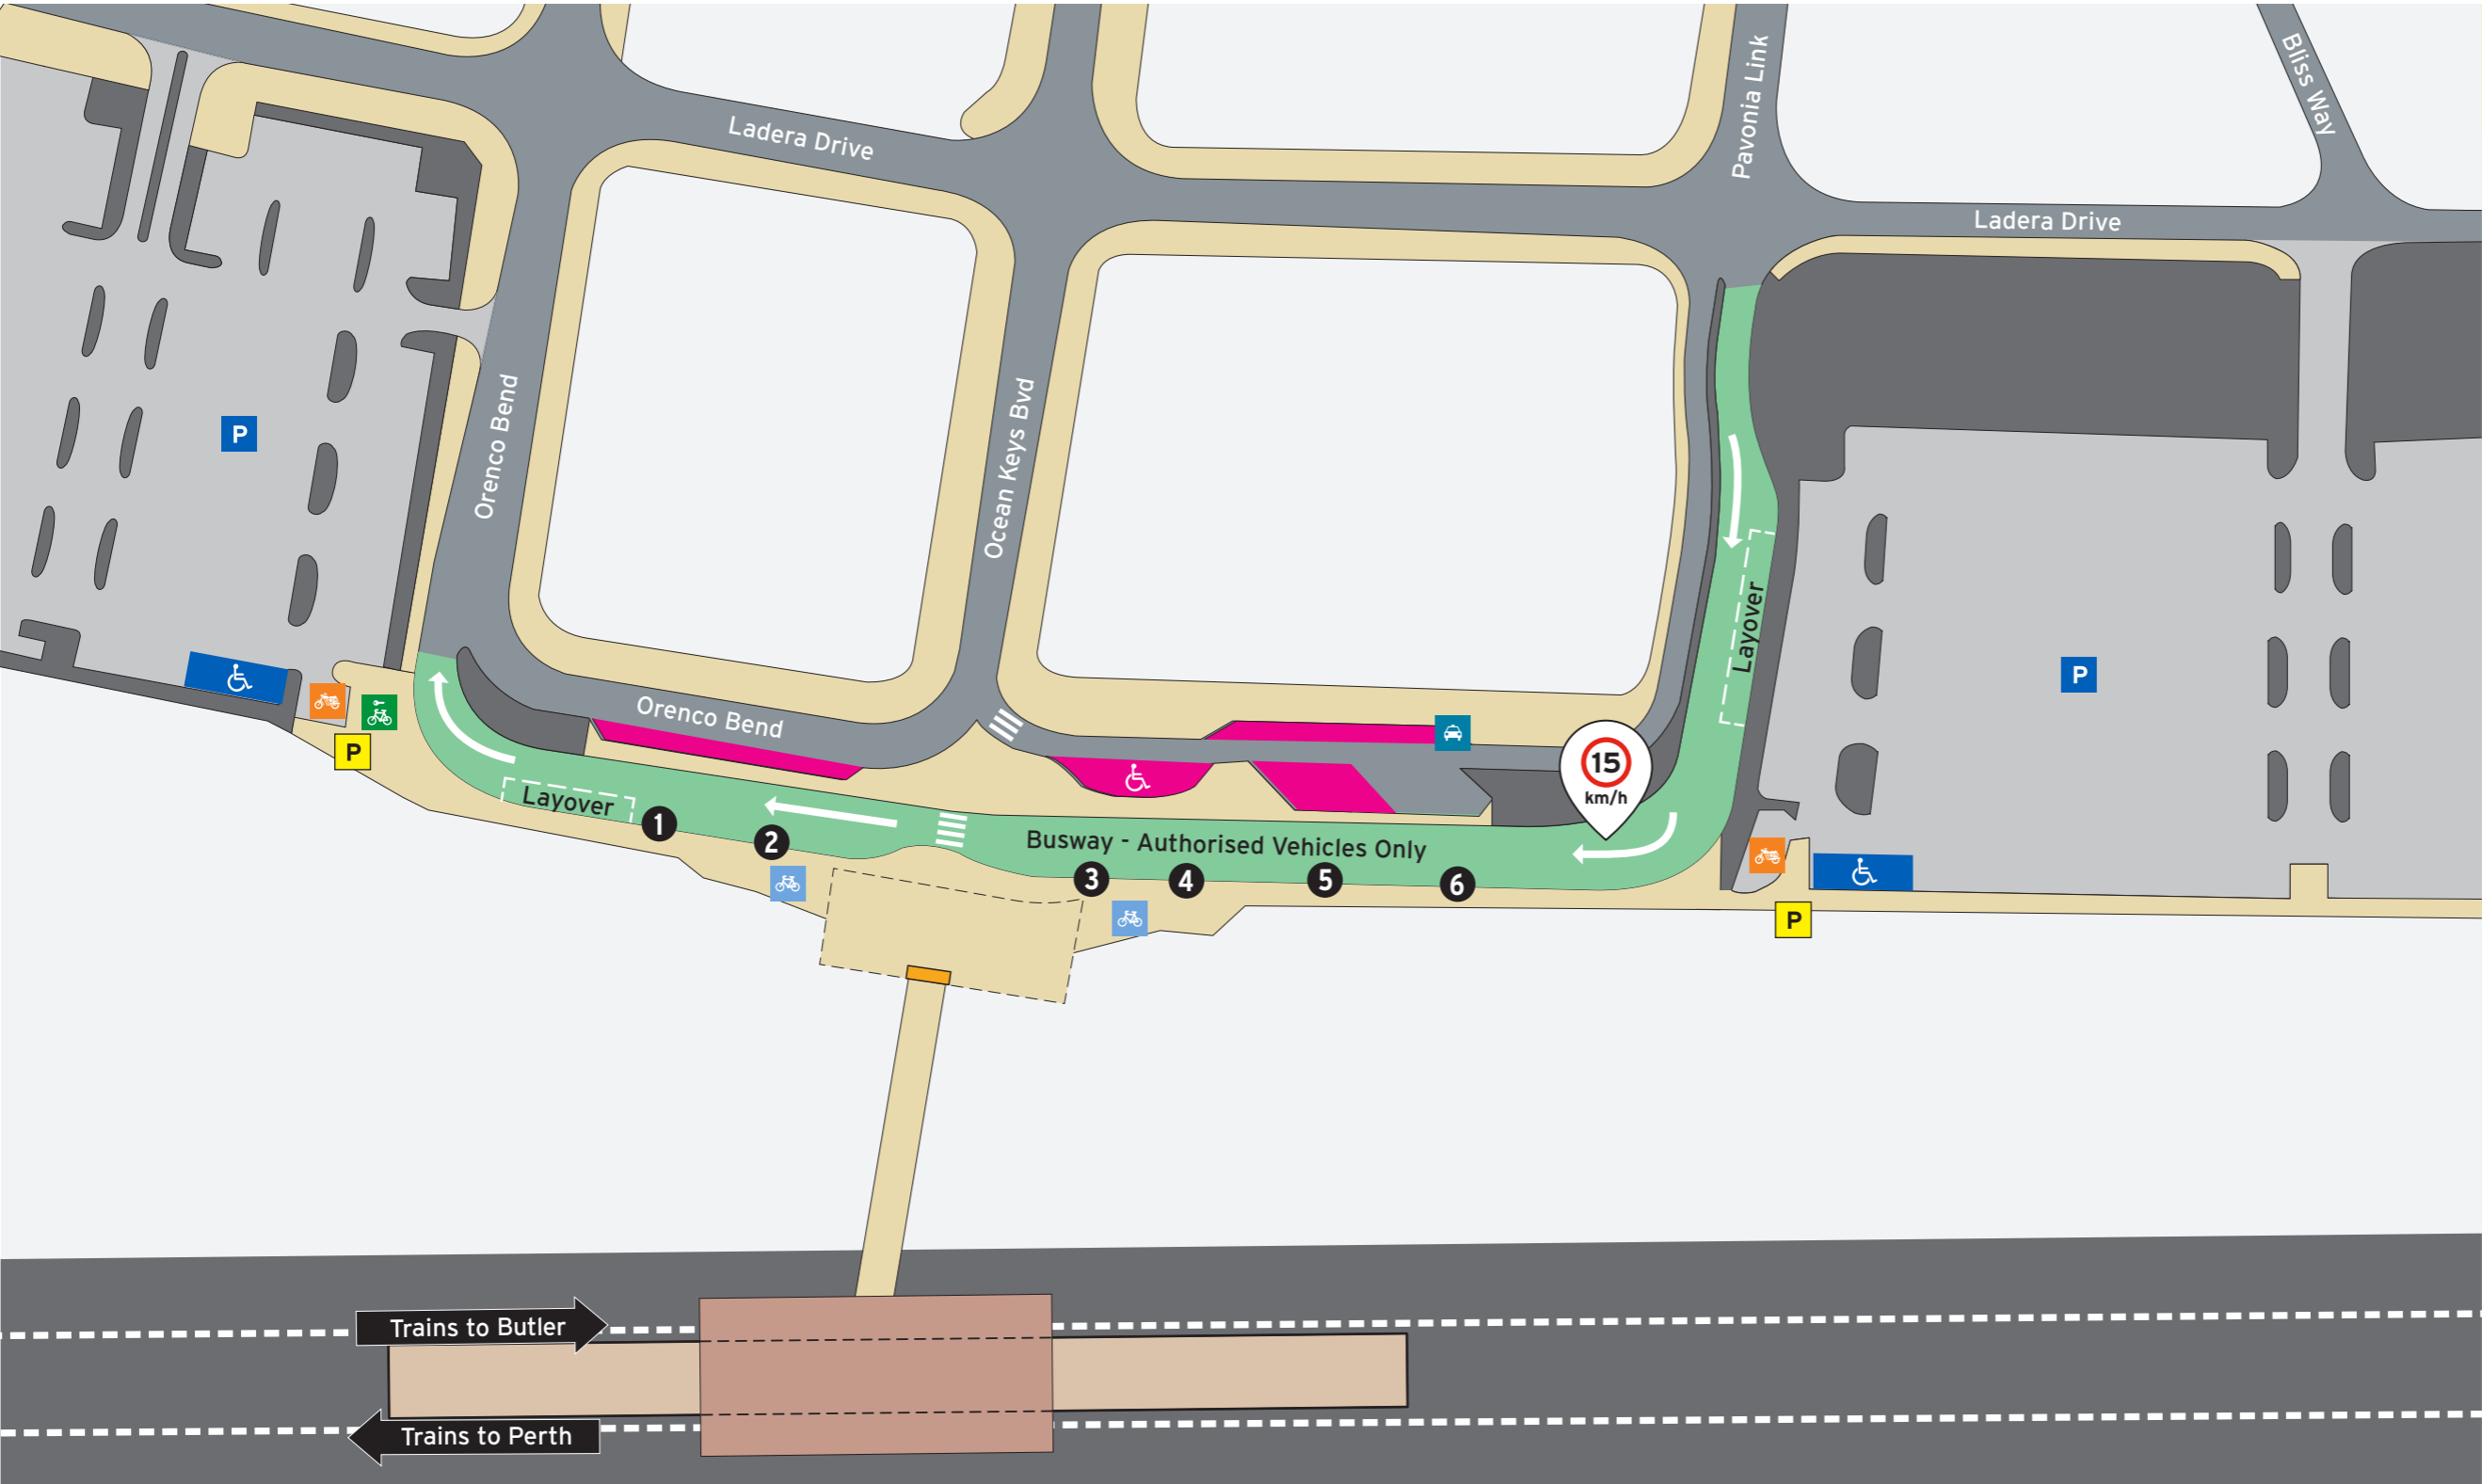 Pavonia Link
Bliss Way
Ladera Drive
Ladera Drive
Orenco Bend
Ocean Keys Bvd
P
Layover
P
Orenco Bend
P
15
km/h
Layover
1
2
Busway - Authorised Vehicles Only
3
4
5
6
P
Trains to Butler
Trains to Perth